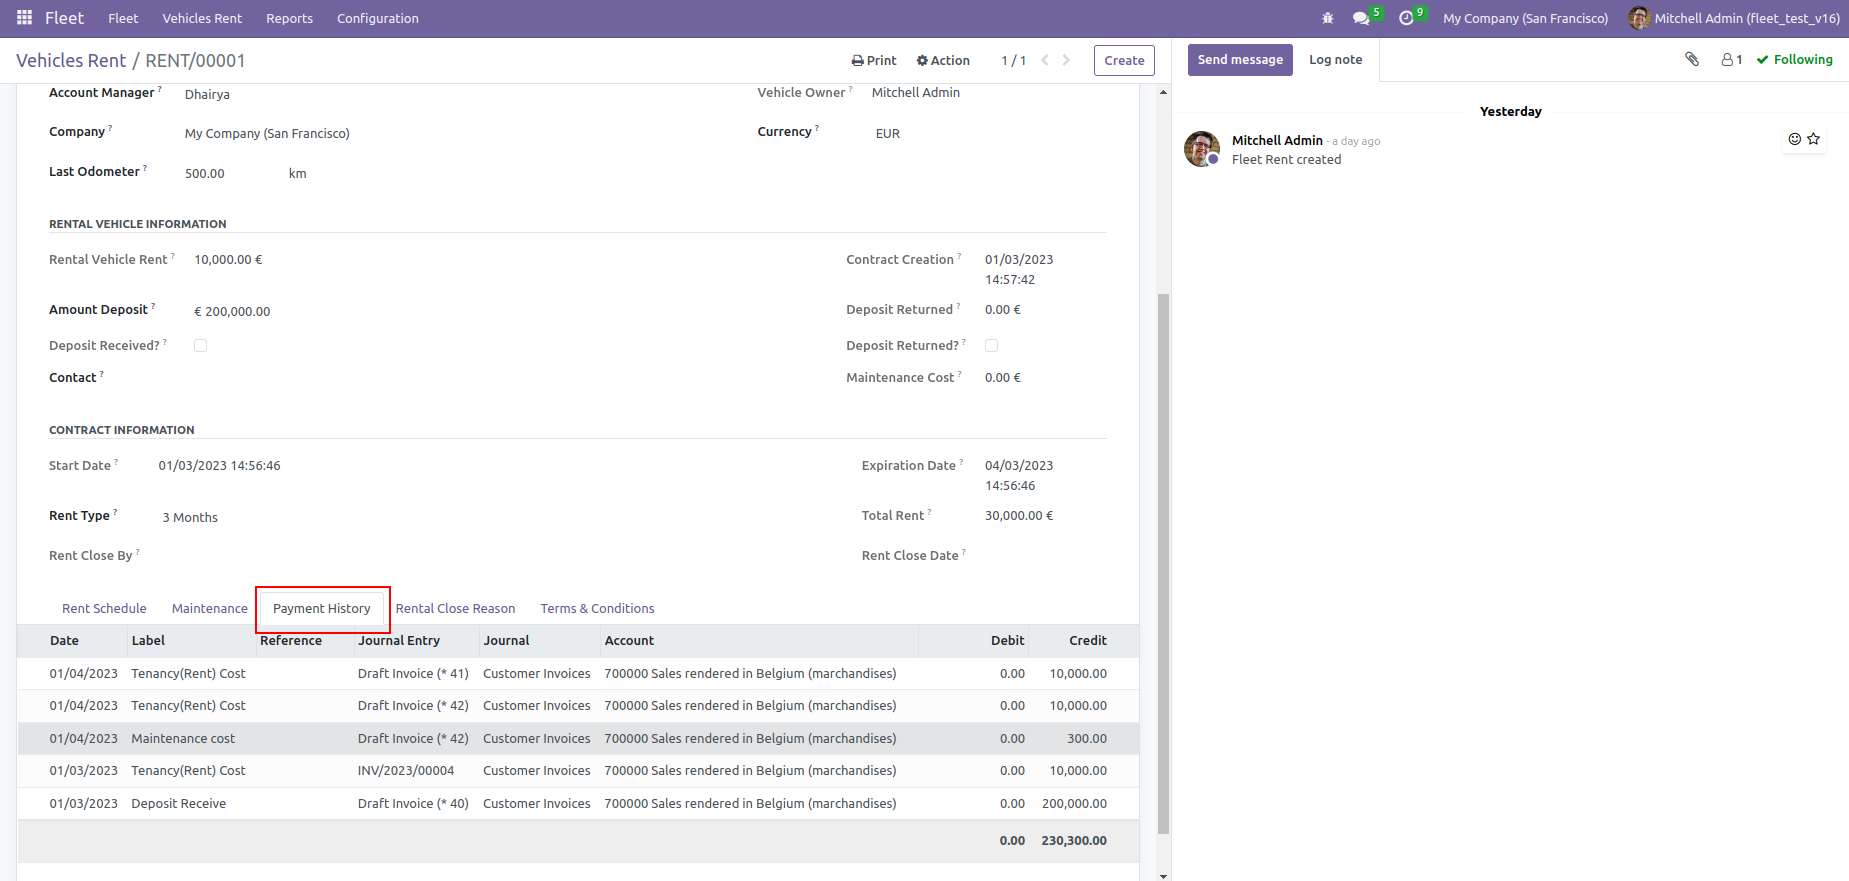 Fleet Fleet Vehicles Rent Reports Configuration 5 9 My Company (San Francisco) Mitchell Admin (fleet_test_v16)
Vehicles Rent / RENT/00001 Print Action 1 / 1 Create
Send message Log note 1 Following
Account Manager ? Dhairya Vehicle Owner ? Mitchell Admin
Company ? My Company (San Francisco) Currency ? EUR
Last Odometer ? 500.00 km
RENTAL VEHICLE INFORMATION
Rental Vehicle Rent ? 10,000.00 € Contract Creation ? 01/03/2023
14:57:42
Amount Deposit ? € 200,000.00 Deposit Returned ? 0.00 €
Deposit Received? ? Deposit Returned? ?
Contact ? Maintenance Cost ? 0.00 €
CONTRACT INFORMATION
Start Date ? 01/03/2023 14:56:46 Expiration Date ? 04/03/2023
14:56:46
Rent Type ? 3 Months Total Rent ? 30,000.00 €
Rent Close By ? Rent Close Date ?
Rent Schedule Maintenance Payment History Rental Close Reason Terms & Conditions
Date Label Reference Journal Entry Journal Account Debit Credit
01/04/2023 Tenancy(Rent) Cost Draft Invoice (* 41) Customer Invoices 700000 Sales rendered in Belgium (marchandises) 0.00 10,000.00
01/04/2023 Tenancy(Rent) Cost Draft Invoice (* 42) Customer Invoices 700000 Sales rendered in Belgium (marchandises) 0.00 10,000.00
01/04/2023 Maintenance cost Draft Invoice (* 42) Customer Invoices 700000 Sales rendered in Belgium (marchandises) 0.00 300.00
01/03/2023 Tenancy(Rent) Cost INV/2023/00004 Customer Invoices 700000 Sales rendered in Belgium (marchandises) 0.00 10,000.00
01/03/2023 Deposit Receive Draft Invoice (* 40) Customer Invoices 700000 Sales rendered in Belgium (marchandises) 0.00 200,000.00
0.00 230,300.00
Yesterday
Mitchell Admin - a day ago
Fleet Rent created